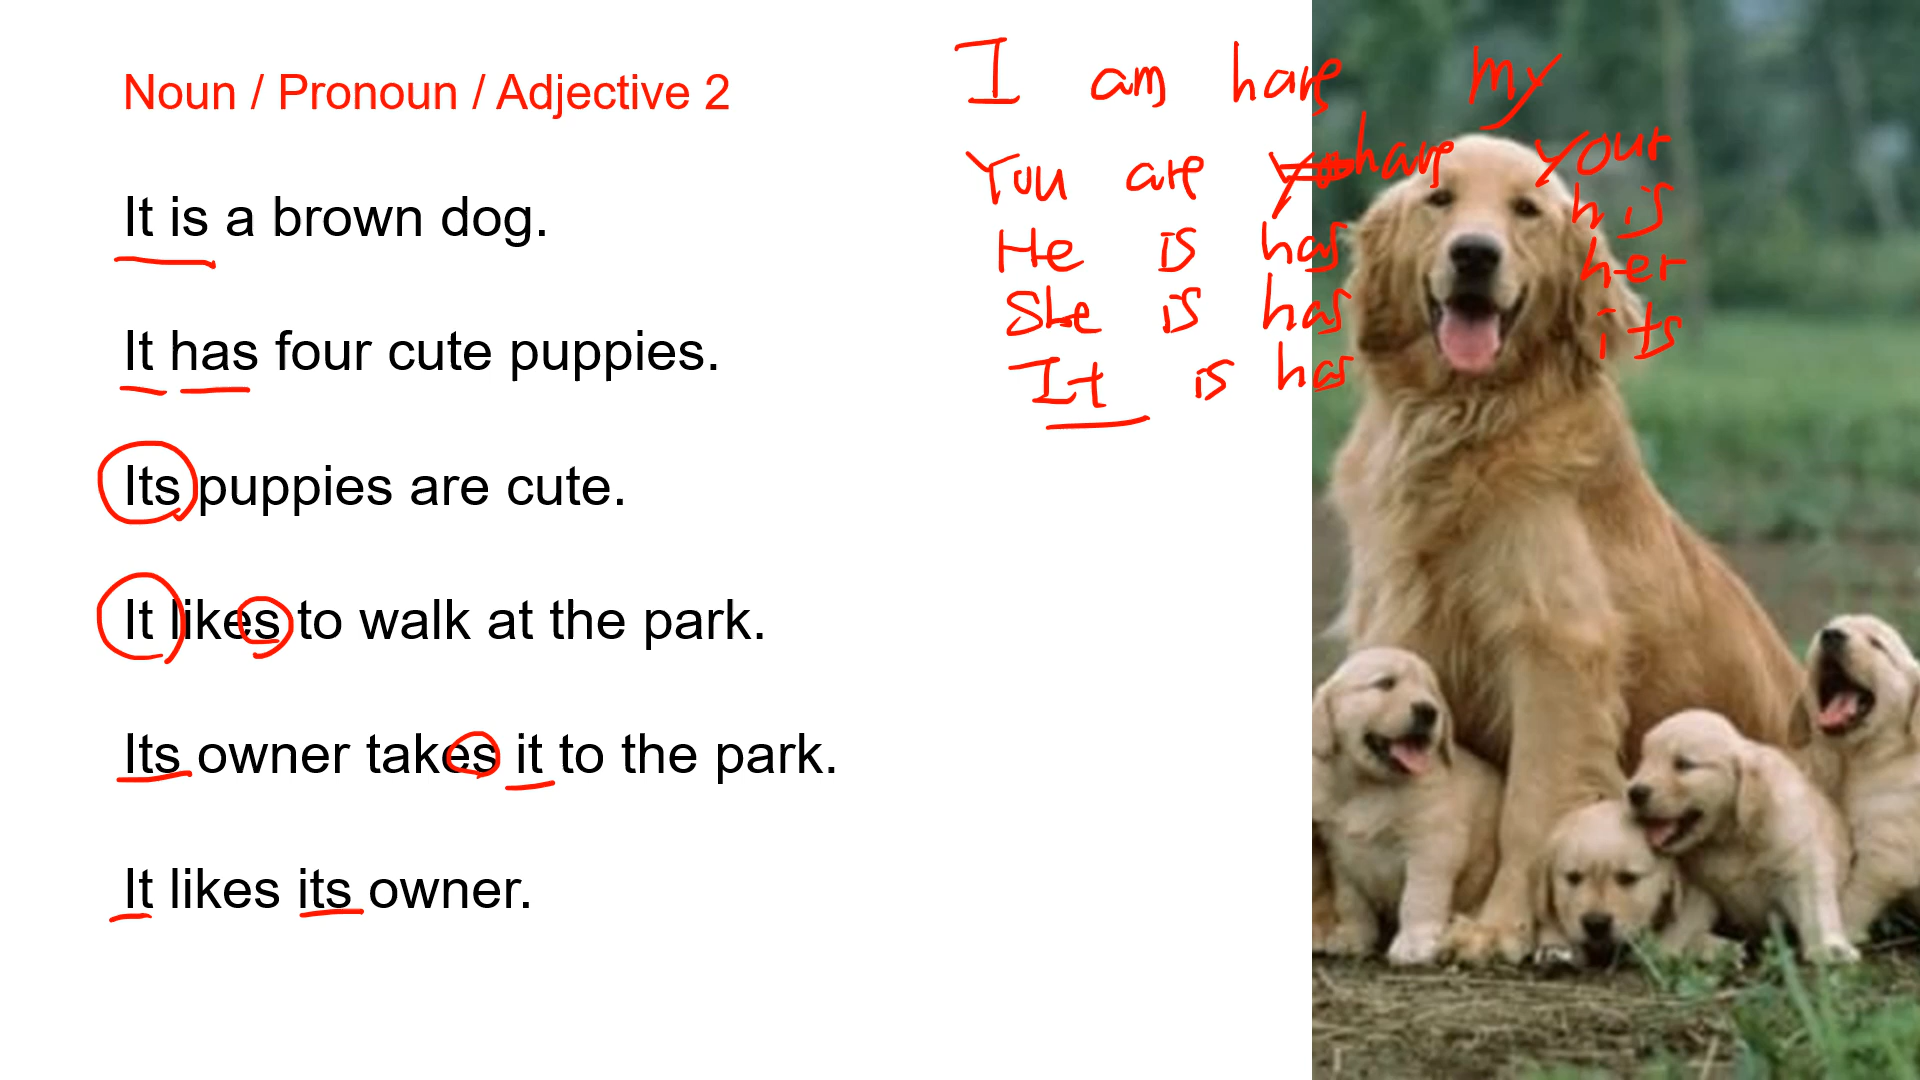 Noun / Pronoun / Adjective 2
It is a brown dog.
It has four cute puppies.
Its puppies are cute.
It likes to walk at the park.
Its owner takes it to the park.
It likes its owner.
I am have my
You are have your
He is has his
She is has her
It is has its